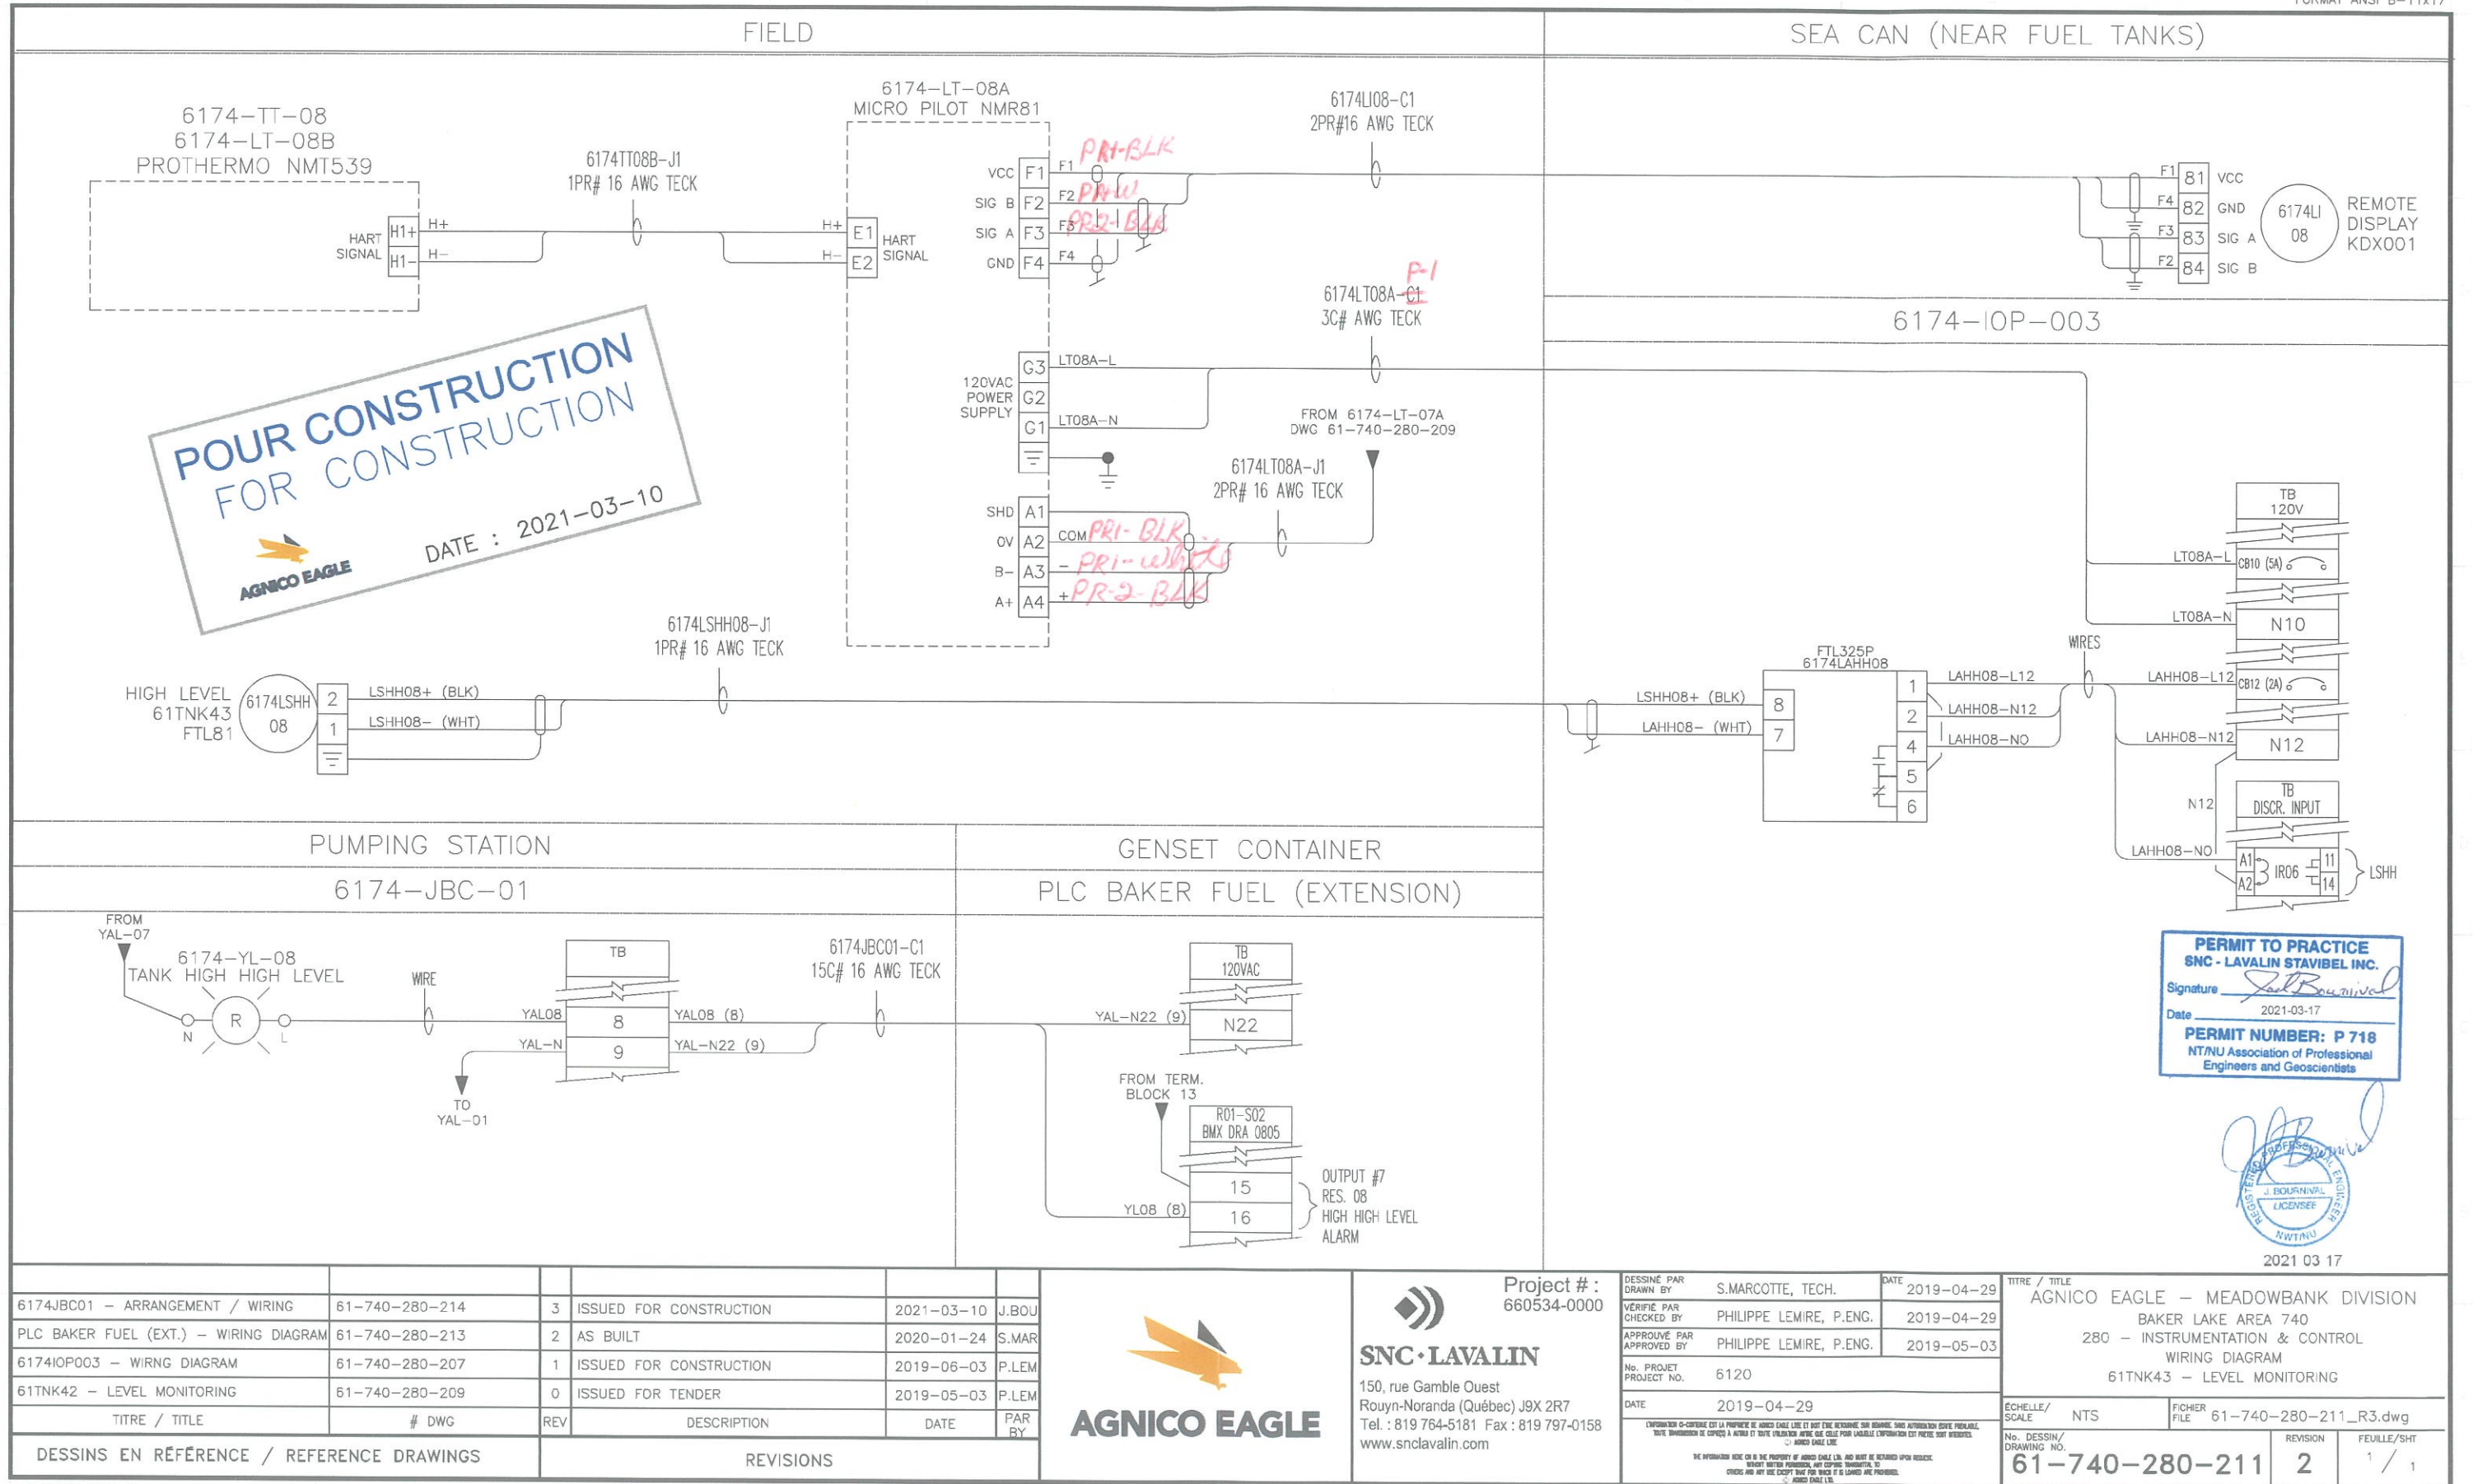 FORMAT ANSI B-11x17
FIELD
SEA CAN (NEAR FUEL TANKS)
6174-TT-08
6174-LT-08B
PROTHERMO NMT539
HART
SIGNAL
H1+
H1-
H+
H-
6174TT08B-J1
1PR# 16 AWG TECK
6174-LT-08A
MICRO PILOT NMR81
H+
H-
E1
E2
HART
SIGNAL
VCC F1 F1 PR1-BLK
SIG B F2 F2 PR1-W
SIG A F3 F3 PR2-BLK
GND F4 F4
6174LI08-C1
2PR#16 AWG TECK
F1 81 VCC
F4 82 GND
F3 83 SIG A
F2 84 SIG B
6174LI
08
REMOTE
DISPLAY
KDX001
P-1
6174LT08A-C1
3C# AWG TECK
6174-IOP-003
120VAC
POWER
SUPPLY
G3 LT08A-L
G2
G1 LT08A-N
FROM 6174-LT-07A
DWG 61-740-280-209
6174LT08A-J1
2PR# 16 AWG TECK
SHD A1
0V A2 COM PR1-BLK
B- A3 - PR1-White
A+ A4 + PR-2-BLK
POUR CONSTRUCTION
FOR CONSTRUCTION
DATE : 2021-03-10
AGNICO EAGLE
TB
120V
LT08A-L CB10 (5A)
LT08A-N N10
WIRES
LAHH08-L12 CB12 (2A)
LAHH08-N12 N12
N12
TB
DISCR. INPUT
LAHH08-NO
A1
A2
IR06
11
14
LSHH
6174LSHH08-J1
1PR# 16 AWG TECK
HIGH LEVEL
61TNK43
FTL81
6174LSHH
08
2 LSHH08+ (BLK)
1 LSHH08- (WHT)
LSHH08+ (BLK) 8
LAHH08- (WHT) 7
FTL325P
6174LAHH08
1 LAHH08-L12
2 LAHH08-N12
4 LAHH08-NO
5
6
PUMPING STATION
6174-JBC-01
GENSET CONTAINER
PLC BAKER FUEL (EXTENSION)
FROM
YAL-07
6174-YL-08
TANK HIGH HIGH LEVEL
N
R
L
WIRE
TB
YAL08 8 YAL08 (8)
YAL-N 9 YAL-N22 (9)
TO
YAL-01
6174JBC01-C1
15C# 16 AWG TECK
TB
120VAC
YAL-N22 (9) N22
FROM TERM.
BLOCK 13
R01-S02
BMX DRA 0805
15
YL08 (8) 16
OUTPUT #7
RES. 08
HIGH HIGH LEVEL
ALARM
PERMIT TO PRACTICE
SNC - LAVALIN STAVIBEL INC.
Signature
Date 2021-03-17
PERMIT NUMBER: P 718
NT/NU Association of Professional
Engineers and Geoscientists
REGISTERED PROFESSIONAL ENGINEER
J. BOURNIVAL
LICENSEE
NWT/NU
2021 03 17
6174JBC01 - ARRANGEMENT / WIRING 61-740-280-214
PLC BAKER FUEL (EXT.) - WIRING DIAGRAM 61-740-280-213
6174IOP003 - WIRNG DIAGRAM 61-740-280-207
61TNK42 - LEVEL MONITORING 61-740-280-209
TITRE / TITLE # DWG
DESSINS EN RÉFÉRENCE / REFERENCE DRAWINGS
3 ISSUED FOR CONSTRUCTION 2021-03-10 J.BOU
2 AS BUILT 2020-01-24 S.MAR
1 ISSUED FOR CONSTRUCTION 2019-06-03 P.LEM
0 ISSUED FOR TENDER 2019-05-03 P.LEM
REV DESCRIPTION DATE PAR BY
REVISIONS
AGNICO EAGLE
Project # :
660534-0000
SNC·LAVALIN
150, rue Gamble Ouest
Rouyn-Noranda (Québec) J9X 2R7
Tel. : 819 764-5181 Fax : 819 797-0158
www.snclavalin.com
DESSINÉ PAR
DRAWN BY
S.MARCOTTE, TECH.
DATE 2019-04-29
VÉRIFIÉ PAR
CHECKED BY
PHILIPPE LEMIRE, P.ENG. 2019-04-29
APPROUVÉ PAR
APPROVED BY
PHILIPPE LEMIRE, P.ENG. 2019-05-03
No. PROJET
PROJECT NO.
6120
DATE 2019-04-29
TITRE / TITLE
AGNICO EAGLE - MEADOWBANK DIVISION
BAKER LAKE AREA 740
280 - INSTRUMENTATION & CONTROL
WIRING DIAGRAM
61TNK43 - LEVEL MONITORING
ÉCHELLE/
SCALE
NTS
FICHIER
FILE
61-740-280-211_R3.dwg
No. DESSIN/
DRAWING NO.
61-740-280-211
REVISION
2
FEUILLE/SHT
1 / 1